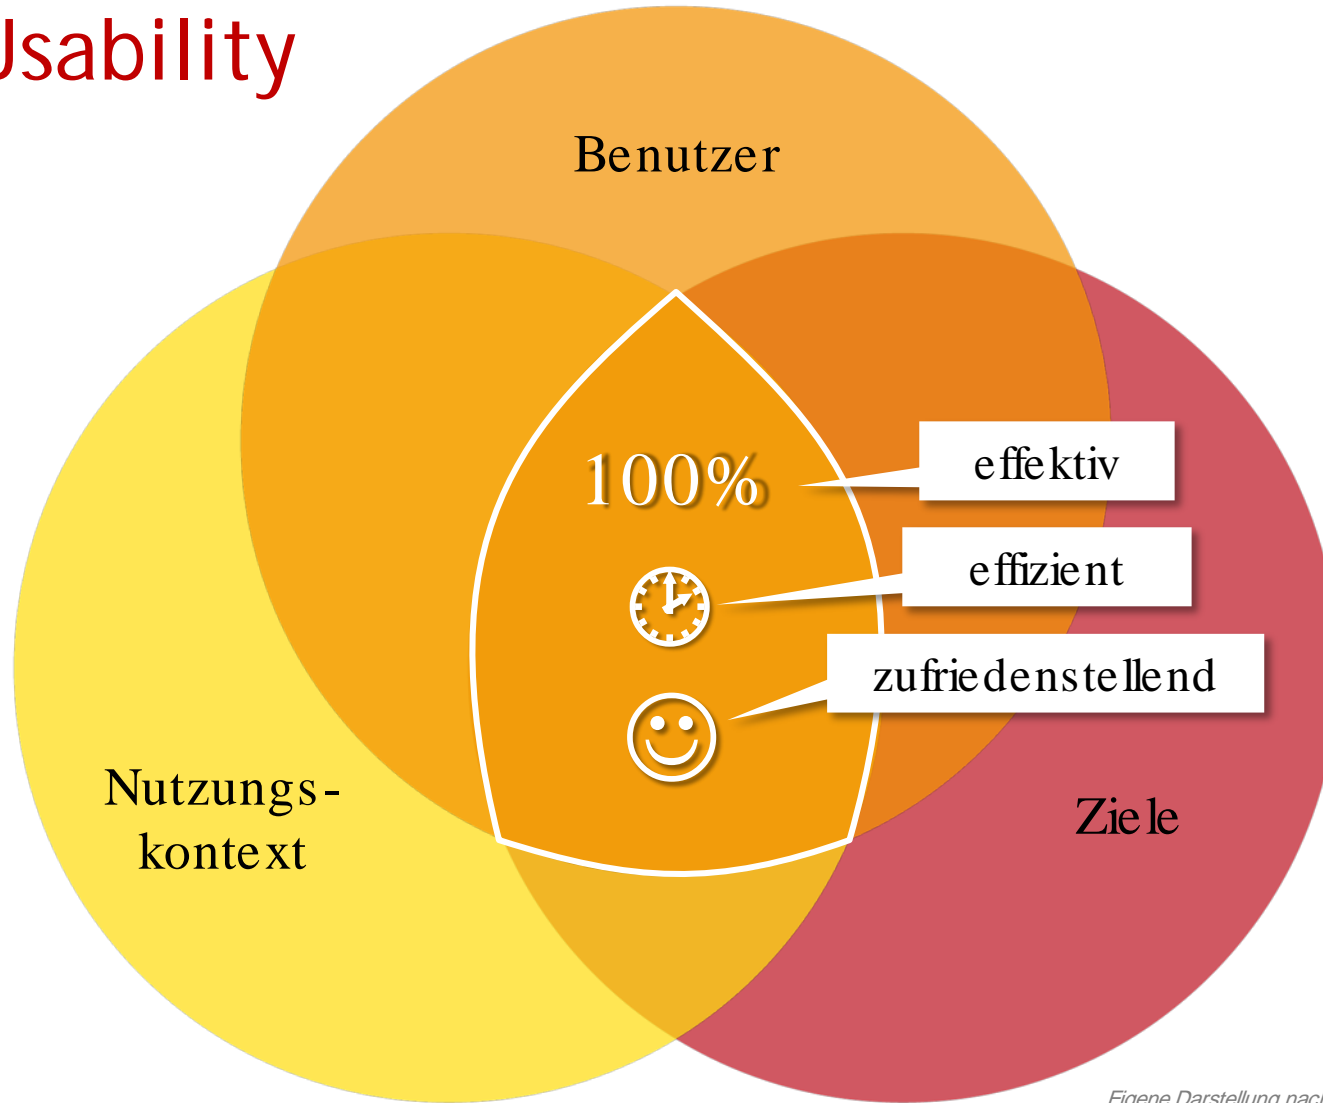 Usability
Benutzer
100%
effektiv
effizient
zufriedenstellend
Nutzungs-
kontext
Ziele
Eigene Darstellung nach